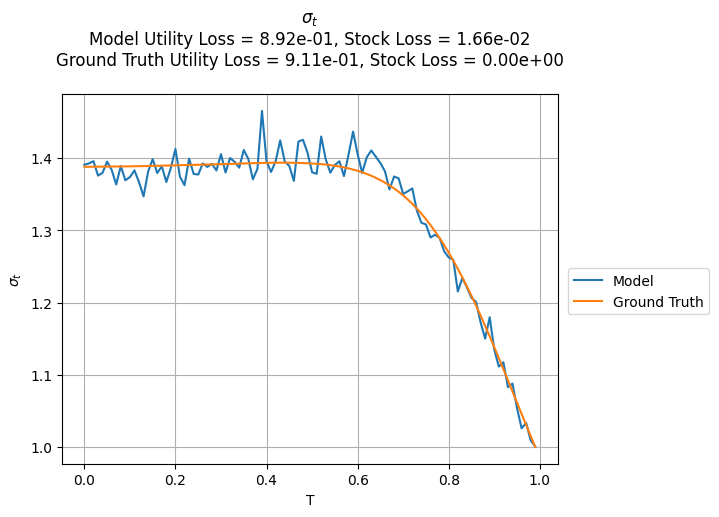 σₜ
Model Utility Loss = 8.92e-01, Stock Loss = 1.66e-02
Ground Truth Utility Loss = 9.11e-01, Stock Loss = 0.00e+00
1.4
1.3
1.2
1.1
1.0
σₜ
0.0 0.2 0.4 0.6 0.8 1.0
T
Model
Ground Truth